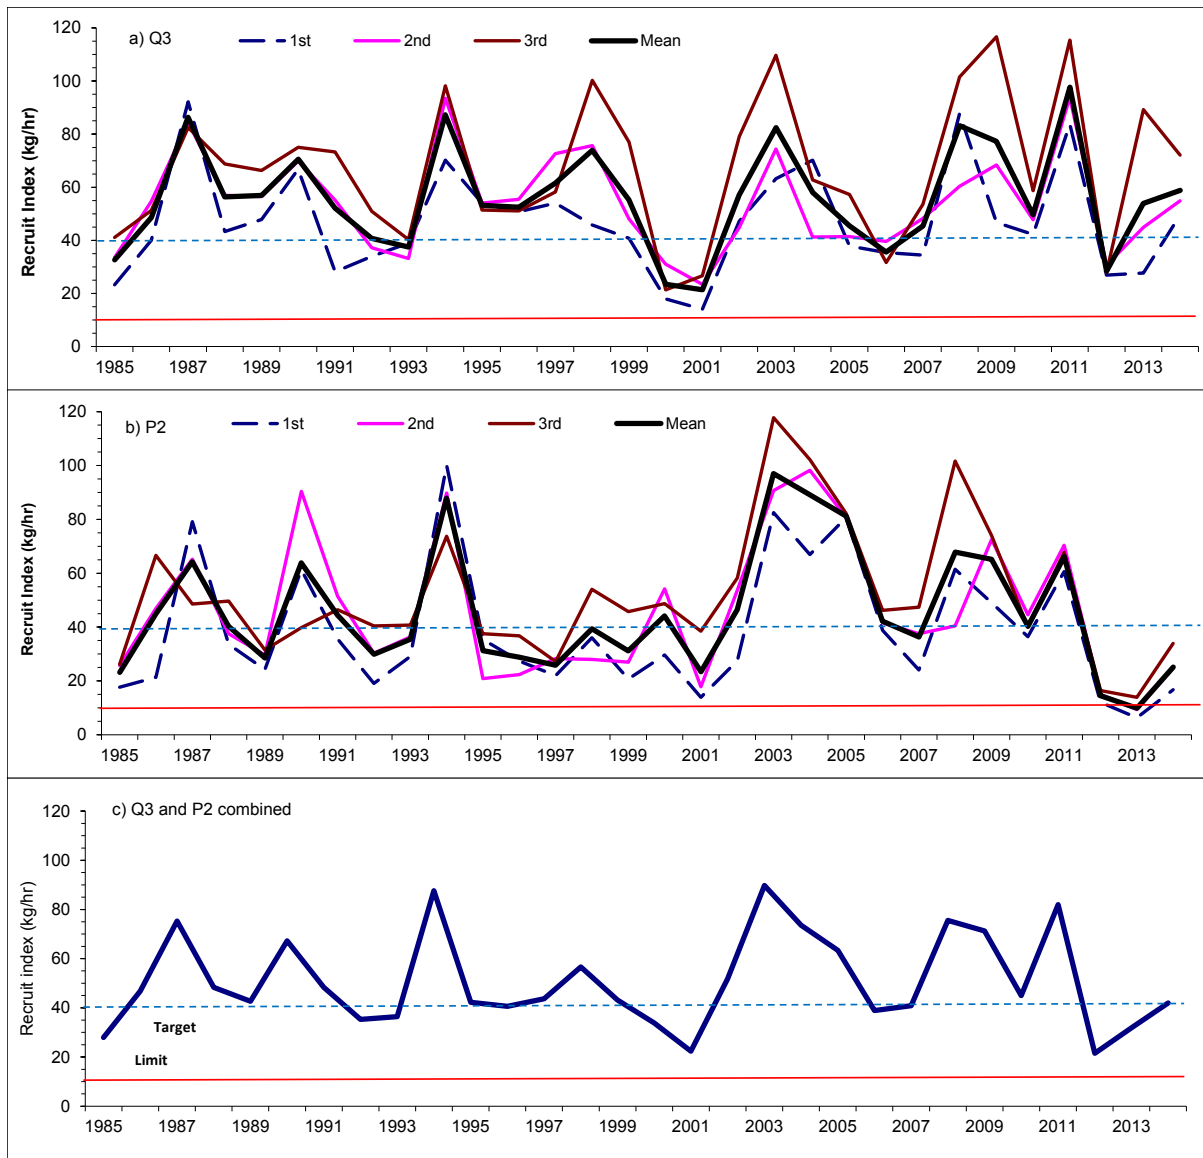 120
a) Q3
1st
2nd
3rd
Mean
100
80
60
40
20
0
Recruit Index (kg/hr)
1985 1987 1989 1991 1993 1995 1997 1999 2001 2003 2005 2007 2009 2011 2013
120
b) P2
1st
2nd
3rd
Mean
100
80
60
40
20
0
Recruit Index (kg/hr)
1985 1987 1989 1991 1993 1995 1997 1999 2001 2003 2005 2007 2009 2011 2013
c) Q3 and P2 combined
120
100
80
60
40
20
0
Recruit index (kg/hr)
Target
Limit
1985 1987 1989 1991 1993 1995 1997 1999 2001 2003 2005 2007 2009 2011 2013